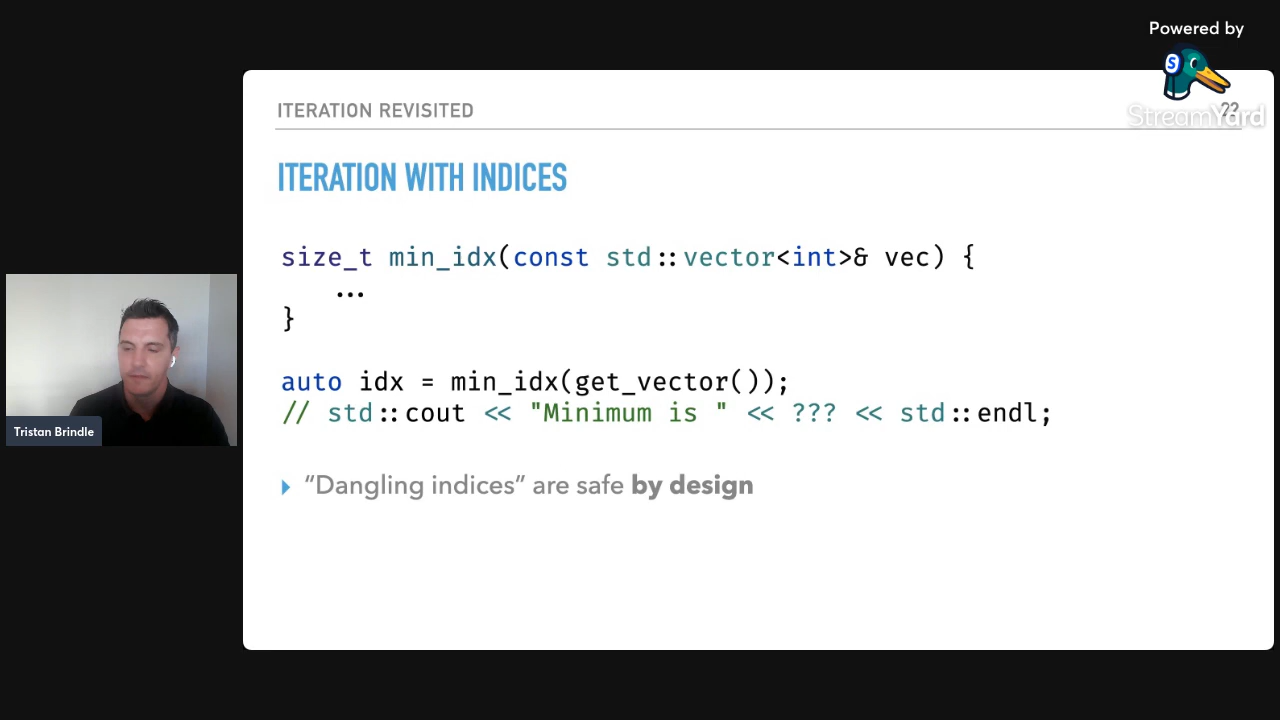 Powered by
S
StreamYard
ITERATION REVISITED
ITERATION WITH INDICES
size_t min_idx(const std::vector<int>& vec) {
...
}
auto idx = min_idx(get_vector());
// std::cout << "Minimum is " << ??? << std::endl;
“Dangling indices” are safe by design
Tristan Brindle